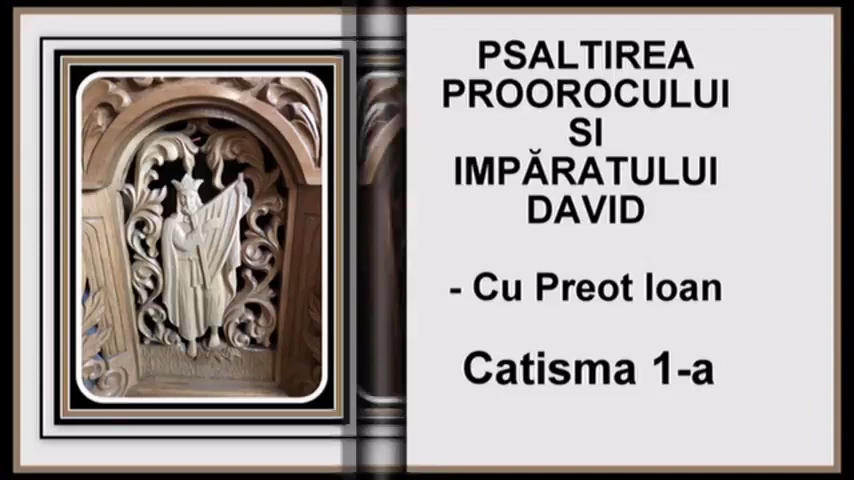 PSALTIREA
PROOROCULUI
SI
IMPĂRATULUI
DAVID
- Cu Preot Ioan
Catisma 1-a